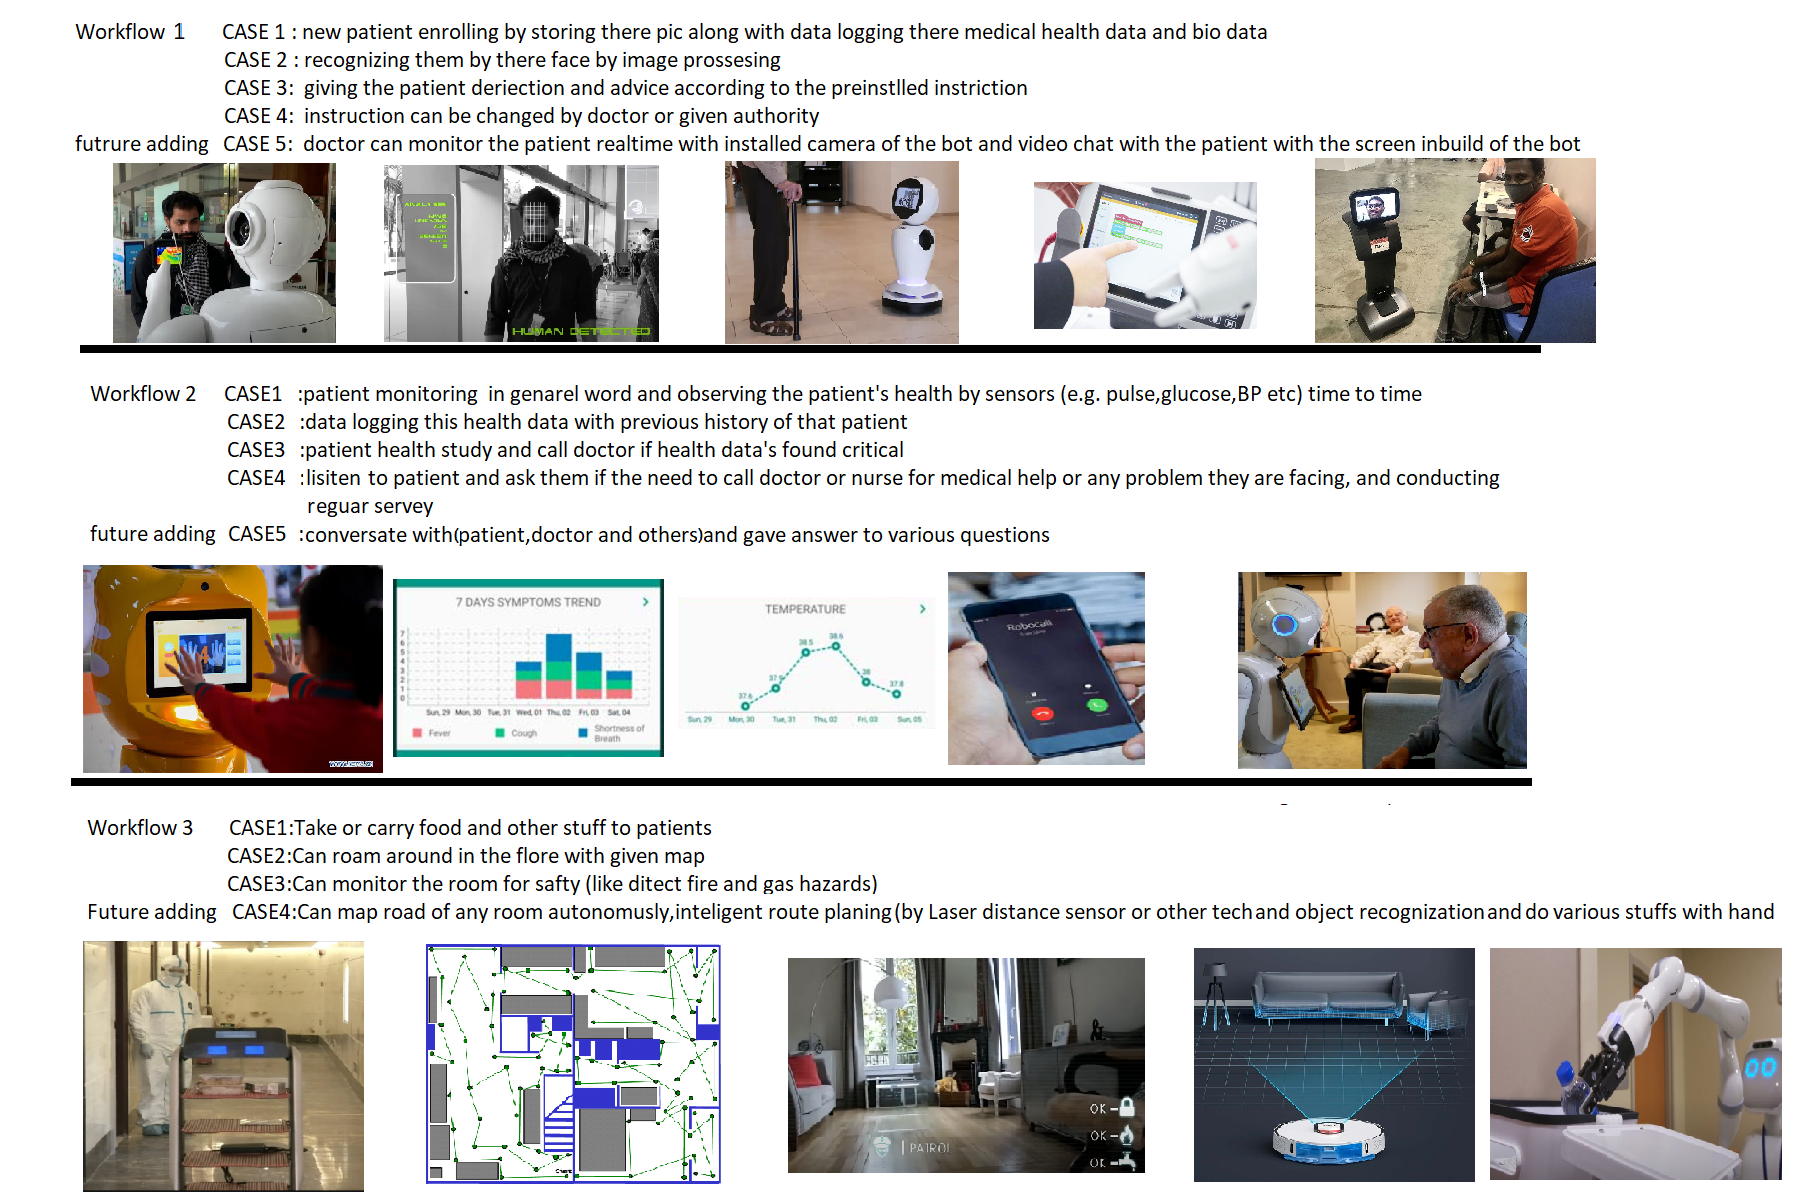 Workflow 1 CASE 1 : new patient enrolling by storing there pic along with data logging there medical health data and bio data
CASE 2 : recognizing them by there face by image prossesing
CASE 3: giving the patient deriection and advice according to the preinstlled instriction
CASE 4: instruction can be changed by doctor or given authority
futrure adding CASE 5: doctor can monitor the patient realtime with installed camera of the bot and video chat with the patient with the screen inbuild of the bot
HUMAN DETECTED
Workflow 2 CASE1 :patient monitoring in genarel word and observing the patient's health by sensors (e.g. pulse,glucose,BP etc) time to time
CASE2 :data logging this health data with previous history of that patient
CASE3 :patient health study and call doctor if health data's found critical
CASE4 :lisiten to patient and ask them if the need to call doctor or nurse for medical help or any problem they are facing, and conducting
reguar servey
future adding CASE5 :conversate with(patient,doctor and others)and gave answer to various questions
7 DAYS SYMPTOMS TREND >
7
6
5
4
3
2
1
0
Sun, 29 Mon, 30 Tue, 31 Wed, 01 Thu, 02 Fri, 03 Sat, 04
Fever Cough Shortness of
Breath
TEMPERATURE >
37.6 37.9 38.5 38.6 38 37.8
Sun, 29 Mon, 30 Tue, 31 Thu, 02 Fri, 03 Sun, 05
Robocall
Workflow 3 CASE1:Take or carry food and other stuff to patients
CASE2:Can roam around in the flore with given map
CASE3:Can monitor the room for safty (like ditect fire and gas hazards)
Future adding CASE4:Can map road of any room autonomusly,inteligent route planing(by Laser distance sensor or other tech and object recognization and do various stuffs with hand
OK
OK
OK
PATROL